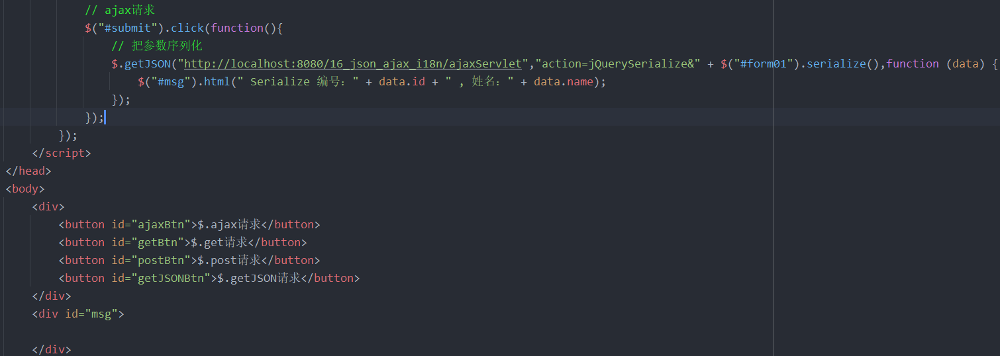 // ajax请求
$("#submit").click(function(){
// 把参数序列化
$.getJSON("http://localhost:8080/16_json_ajax_i18n/ajaxServlet","action=jQuerySerialize&" + $("#form01").serialize(),function (data) {
$("#msg").html(" Serialize 编号：" + data.id + " , 姓名：" + data.name);
});
});
});
</script>
</head>
<body>
<div>
<button id="ajaxBtn">$.ajax请求</button>
<button id="getBtn">$.get请求</button>
<button id="postBtn">$.post请求</button>
<button id="getJSONBtn">$.getJSON请求</button>
</div>
<div id="msg">
</div>